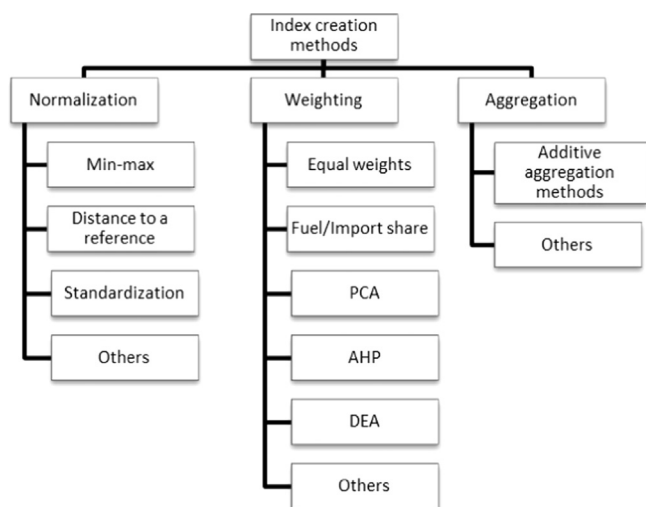 Index creation
methods
Normalization
Weighting
Aggregation
Min-max
Distance to a
reference
Standardization
Others
Equal weights
Fuel/Import share
PCA
AHP
DEA
Others
Additive
aggregation
methods
Others